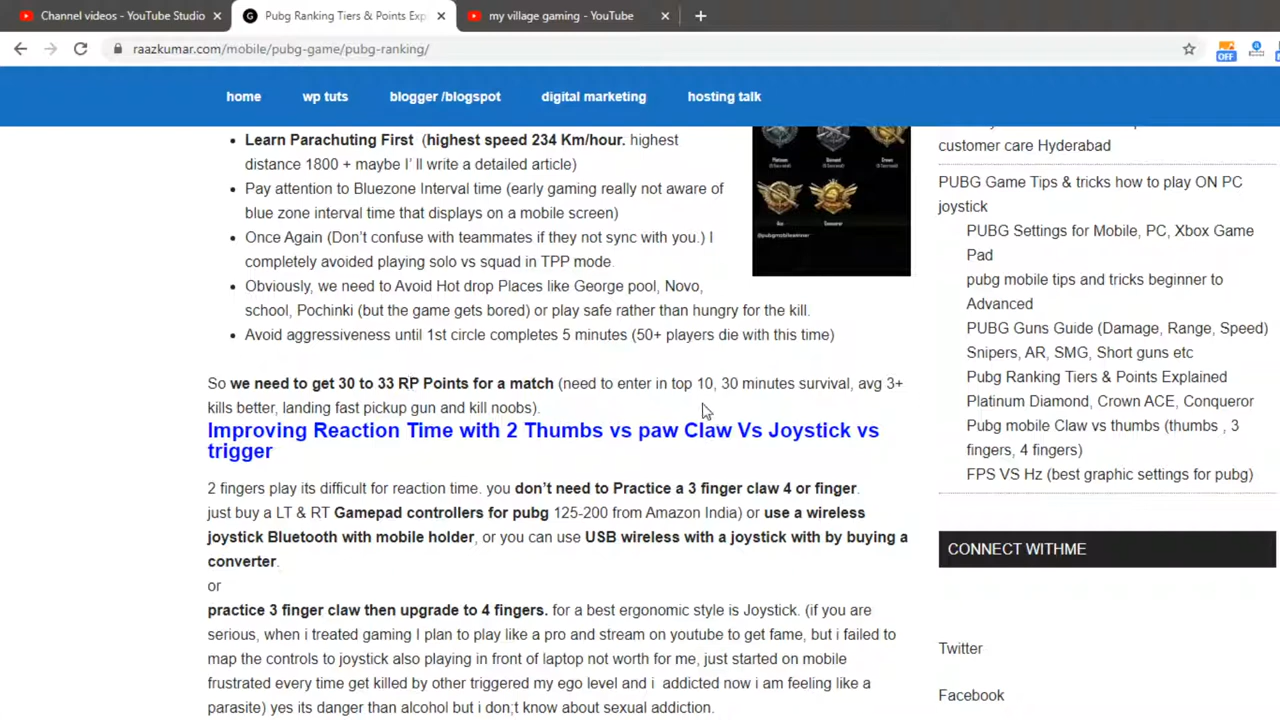 Channel videos - YouTube Studio
Pubg Ranking Tiers & Points Exp
my village gaming - YouTube
raazkumar.com/mobile/pubg-game/pubg-ranking/
OFF
home wp tuts blogger /blogspot digital marketing hosting talk
Learn Parachuting First (highest speed 234 Km/hour. highest
distance 1800 + maybe I' ll write a detailed article)
Pay attention to Bluezone Interval time (early gaming really not aware of
blue zone interval time that displays on a mobile screen)
Once Again (Don't confuse with teammates if they not sync with you.) I
completely avoided playing solo vs squad in TPP mode.
Obviously, we need to Avoid Hot drop Places like George pool, Novo,
school, Pochinki (but the game gets bored) or play safe rather than hungry for the kill.
Avoid aggressiveness until 1st circle completes 5 minutes (50+ players die with this time)
So we need to get 30 to 33 RP Points for a match (need to enter in top 10, 30 minutes survival, avg 3+
kills better, landing fast pickup gun and kill noobs).
Improving Reaction Time with 2 Thumbs vs paw Claw Vs Joystick vs
trigger
2 fingers play its difficult for reaction time. you don't need to Practice a 3 finger claw 4 or finger.
just buy a LT & RT Gamepad controllers for pubg 125-200 from Amazon India) or use a wireless
joystick Bluetooth with mobile holder, or you can use USB wireless with a joystick with by buying a
converter.
or
practice 3 finger claw then upgrade to 4 fingers. for a best ergonomic style is Joystick. (if you are
serious, when i treated gaming I plan to play like a pro and stream on youtube to get fame, but i failed to
map the controls to joystick also playing in front of laptop not worth for me, just started on mobile
frustrated every time get killed by other triggered my ego level and i addicted now i am feeling like a
parasite) yes its danger than alcohol but i don;t know about sexual addiction.
Platinum
Diamond
Crown
Ace
Conqueror
customer care Hyderabad
PUBG Game Tips & tricks how to play ON PC
joystick
PUBG Settings for Mobile, PC, Xbox Game
Pad
pubg mobile tips and tricks beginner to
Advanced
PUBG Guns Guide (Damage, Range, Speed)
Snipers, AR, SMG, Short guns etc
Pubg Ranking Tiers & Points Explained
Platinum Diamond, Crown ACE, Conqueror
Pubg mobile Claw vs thumbs (thumbs , 3
fingers, 4 fingers)
FPS VS Hz (best graphic settings for pubg)
CONNECT WITHME
Twitter
Facebook